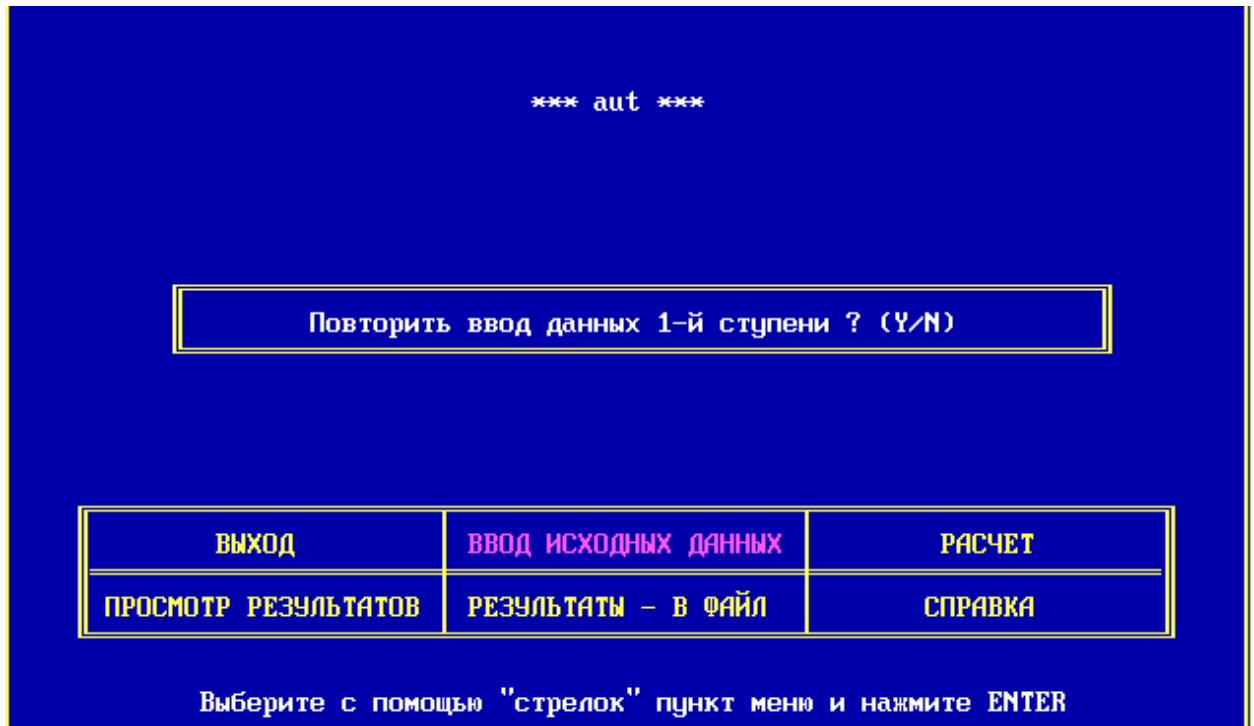 *** aut ***
Повторить ввод данных 1-й ступени ? (Y/N)
ВЫХОД ВВОД ИСХОДНЫХ ДАННЫХ РАСЧЕТ
ПРОСМОТР РЕЗУЛЬТАТОВ РЕЗУЛЬТАТЫ - В ФАЙЛ СПРАВКА
Выберите с помощью "стрелок" пункт меню и нажмите ENTER